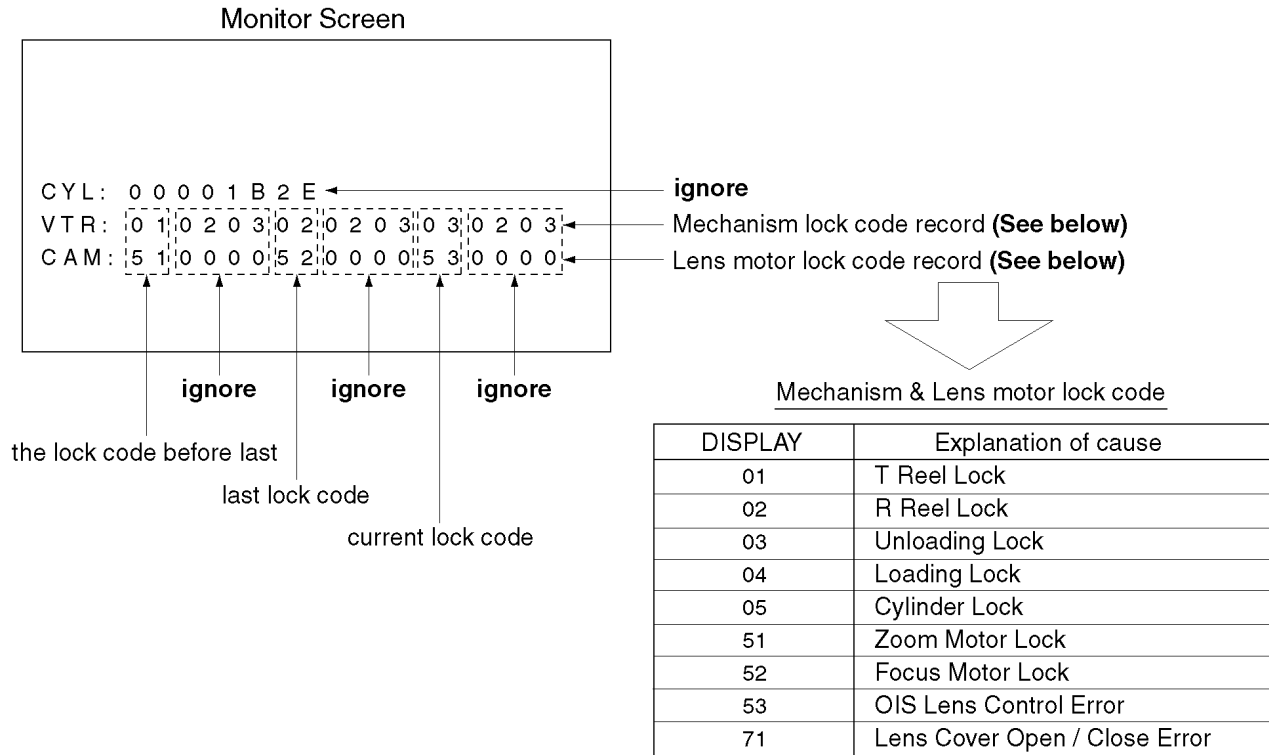 Monitor Screen
CYL: 00001B2E
ignore
VTR: 01 0203 02 0203 03 0203
Mechanism lock code record (See below)
CAM: 51 0000 52 0000 53 0000
Lens motor lock code record (See below)
ignore ignore ignore
the lock code before last
last lock code
current lock code
Mechanism & Lens motor lock code
DISPLAY Explanation of cause
01 T Reel Lock
02 R Reel Lock
03 Unloading Lock
04 Loading Lock
05 Cylinder Lock
51 Zoom Motor Lock
52 Focus Motor Lock
53 OIS Lens Control Error
71 Lens Cover Open / Close Error